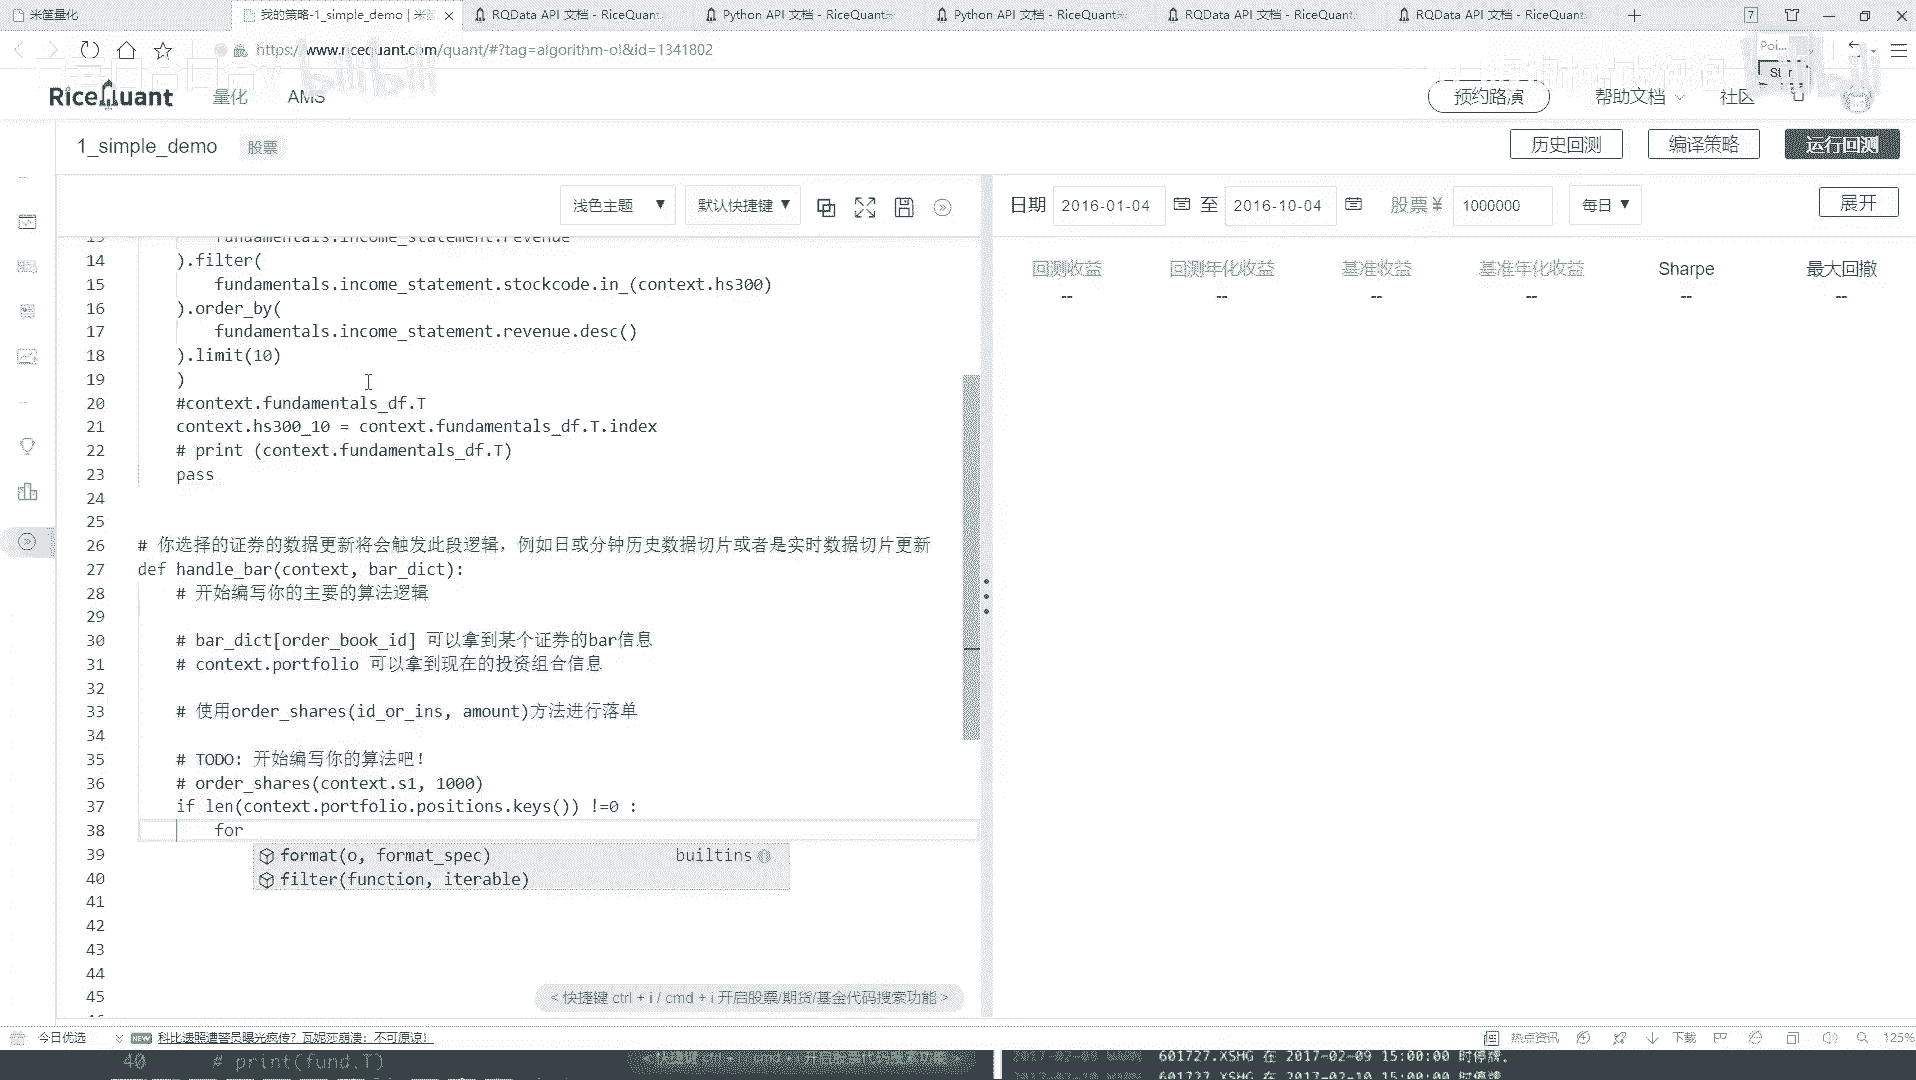 米筐量化
我的策略-1_simple_demo | 米筐
RQData API 文档 - RiceQuant
Python API 文档 - RiceQuant
Python API 文档 - RiceQuant
RQData API 文档 - RiceQuant
RQData API 文档 - RiceQuant
7
https://www.ricequant.com/quant/#?tag=algorithm-ol&id=1341802
Poi...
bilibili
RiceQuant
量化
AMS
预约路演
帮助文档
社区
1_simple_demo
股票
历史回测
编译策略
运行回测
浅色主题
默认快捷键
日期
2016-01-04
至
2016-10-04
股票¥
1000000
每日
展开
回测收益
回测年化收益
基准收益
基准年化收益
Sharpe
最大回撤
--
--
--
--
--
--
13 fundamentals.income_statement.revenue
14 ).filter(
15 fundamentals.income_statement.stockcode.in_(context.hs300)
16 ).order_by(
17 fundamentals.income_statement.revenue.desc()
18 ).limit(10)
19 )
20 #context.fundamentals_df.T
21 context.hs300_10 = context.fundamentals_df.T.index
22 # print (context.fundamentals_df.T)
23 pass
24
25
26 # 你选择的证券的数据更新将会触发此段逻辑，例如日或分钟历史数据切片或者是实时数据切片更新
27 def handle_bar(context, bar_dict):
28 # 开始编写你的主要的算法逻辑
29
30 # bar_dict[order_book_id] 可以拿到某个证券的bar信息
31 # context.portfolio 可以拿到现在的投资组合信息
32
33 # 使用order_shares(id_or_ins, amount)方法进行落单
34
35 # TODO: 开始编写你的算法吧！
36 # order_shares(context.s1, 1000)
37 if len(context.portfolio.positions.keys()) !=0 :
38 for
39 format(o, format_spec) builtins
40 filter(function, iterable)
41
42
43
44
45
< 快捷键 ctrl + i / cmd + i 开启股票/期货/基金代码搜索功能 >
今日优选
NEW
科比遗照遭警员曝光疯传？瓦妮莎崩溃：不可原谅！
热点资讯
下载
125%
40 # print(fund.T)
601727.XSHG 在 2017-02-09 15:00:00 时停牌。
601727.XSHG 在 2017-02-10 15:00:00 时停牌。